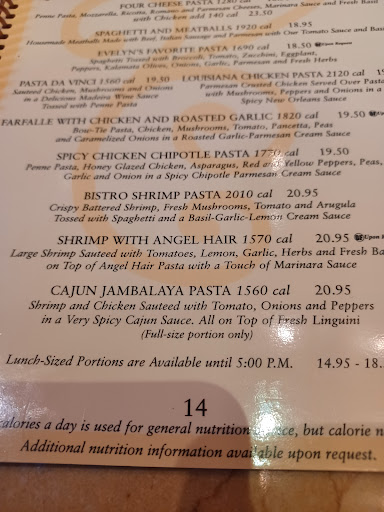 FOUR CHEESE PASTA 1280 cal
Penne Pasta, Mozzarella, Ricotta, Romano and Parmesan Cheeses, Marinara Sauce and Fresh Basil
with Chicken add 140 cal 23.50
SPAGHETTI AND MEATBALLS 1930 cal 18.95
Homemade Meatballs Made with Beef, Italian Sausage and Parmesan with Our Tomato Sauce and Basil
EVELYN'S FAVORITE PASTA 1690 cal 18.50 Upon Request
Spaghetti Tossed with Broccoli, Tomato, Zucchini, Eggplant,
Peppers, Kalamata Olives, Onions, Garlic, Parmesan and Fresh Herbs
PASTA DA VINCI 1560 cal 19.50 LOUISIANA CHICKEN PASTA 2120 cal 19
Sauteed Chicken, Mushrooms and Onions Parmesan Crusted Chicken Served Over Pasta
in a Delicious Madeira Wine Sauce with Mushrooms, Peppers and Onions in a
Tossed with Penne Pasta Spicy New Orleans Sauce
FARFALLE WITH CHICKEN AND ROASTED GARLIC 1820 cal 19.50
Bow-Tie Pasta, Chicken, Mushrooms, Tomato, Pancetta, Peas
and Caramelized Onions in a Roasted Garlic-Parmesan Cream Sauce
SPICY CHICKEN CHIPOTLE PASTA 1770 cal 19.50
Penne Pasta, Honey Glazed Chicken, Asparagus, Red and Yellow Peppers, Peas,
Garlic and Onion in a Spicy Chipotle Parmesan Cream Sauce
BISTRO SHRIMP PASTA 2010 cal 20.95
Crispy Battered Shrimp, Fresh Mushrooms, Tomato and Arugula
Tossed with Spaghetti and a Basil-Garlic-Lemon Cream Sauce
SHRIMP WITH ANGEL HAIR 1570 cal 20.95 Upon
Large Shrimp Sauteed with Tomatoes, Lemon, Garlic, Herbs and Fresh Ba
on Top of Angel Hair Pasta with a Touch of Marinara Sauce
CAJUN JAMBALAYA PASTA 1560 cal 20.95
Shrimp and Chicken Sauteed with Tomato, Onions and Peppers
in a Very Spicy Cajun Sauce. All on Top of Fresh Linguini
(Full-size portion only)
Lunch-Sized Portions are Available until 5:00 P.M. 14.95 - 18.
14
alories a day is used for general nutrition ce, but calorie n
Additional nutrition information available upon request.